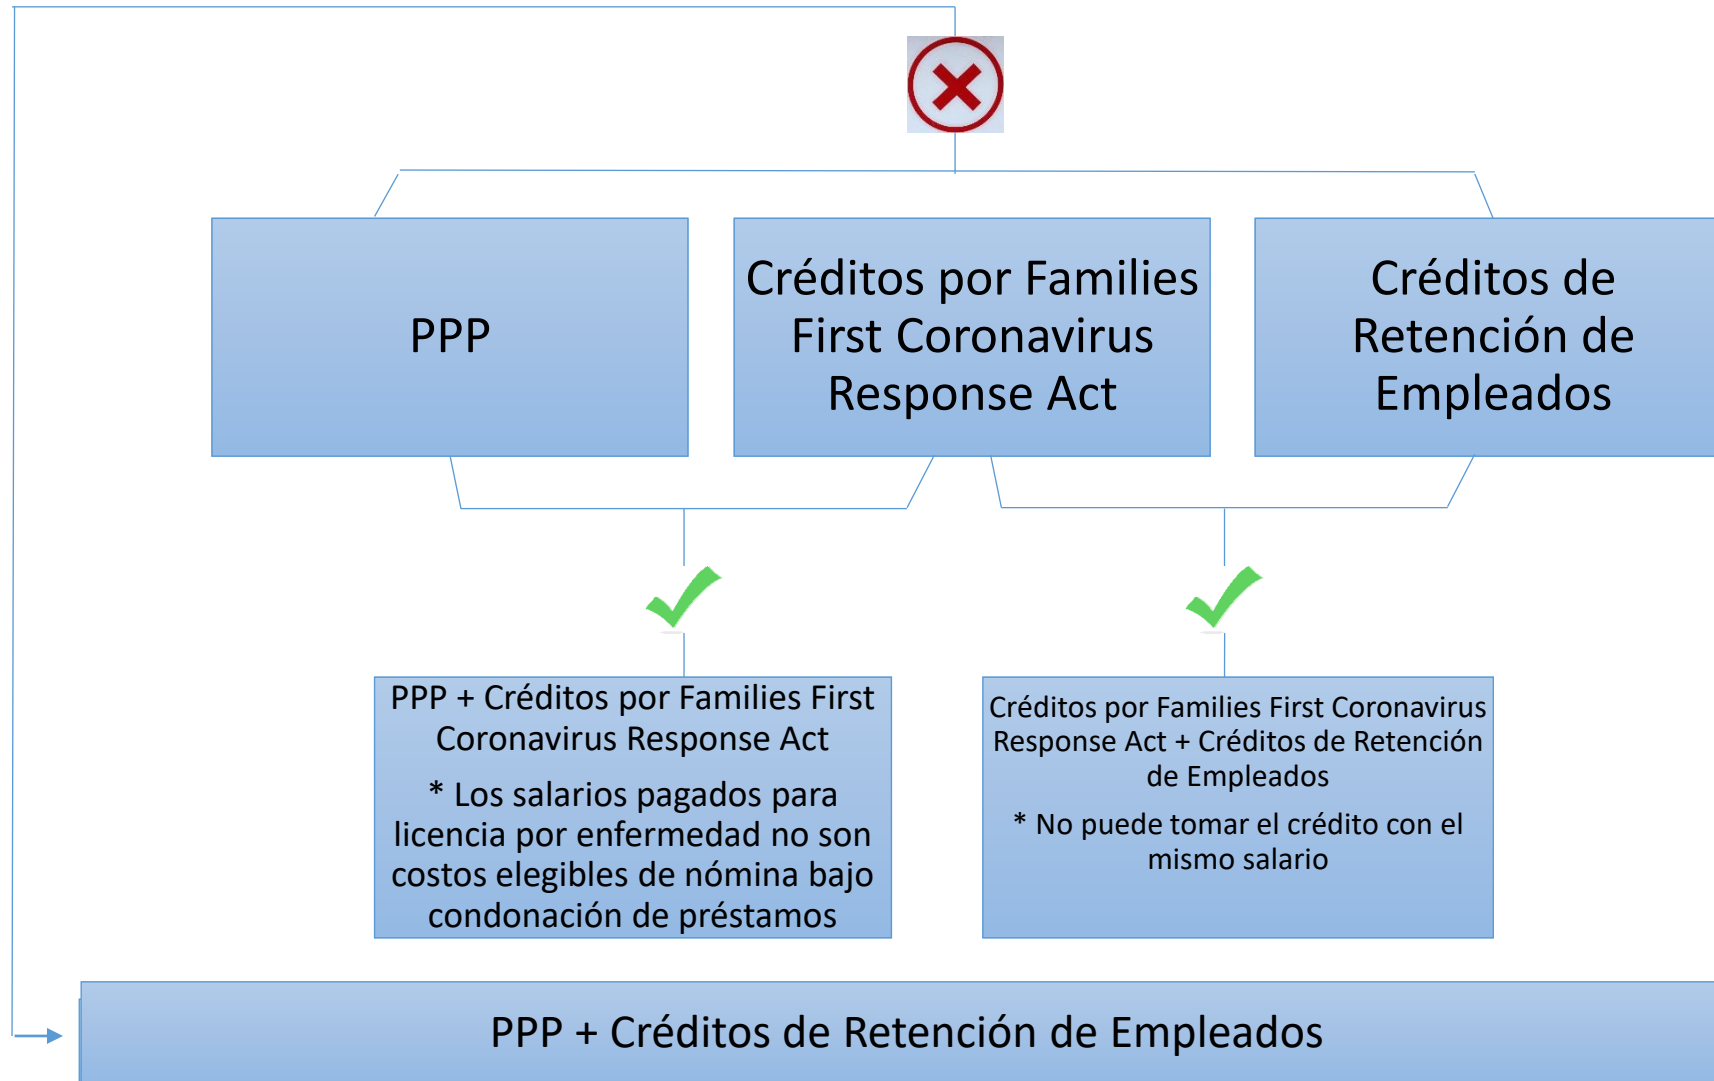 PPP
Créditos por Families
First Coronavirus
Response Act
Créditos de
Retención de
Empleados
PPP + Créditos por Families First
Coronavirus Response Act
* Los salarios pagados para
licencia por enfermedad no son
costos elegibles de nómina bajo
condonación de préstamos
Créditos por Families First Coronavirus
Response Act + Créditos de Retención
de Empleados
* No puede tomar el crédito con el
mismo salario
PPP + Créditos de Retención de Empleados